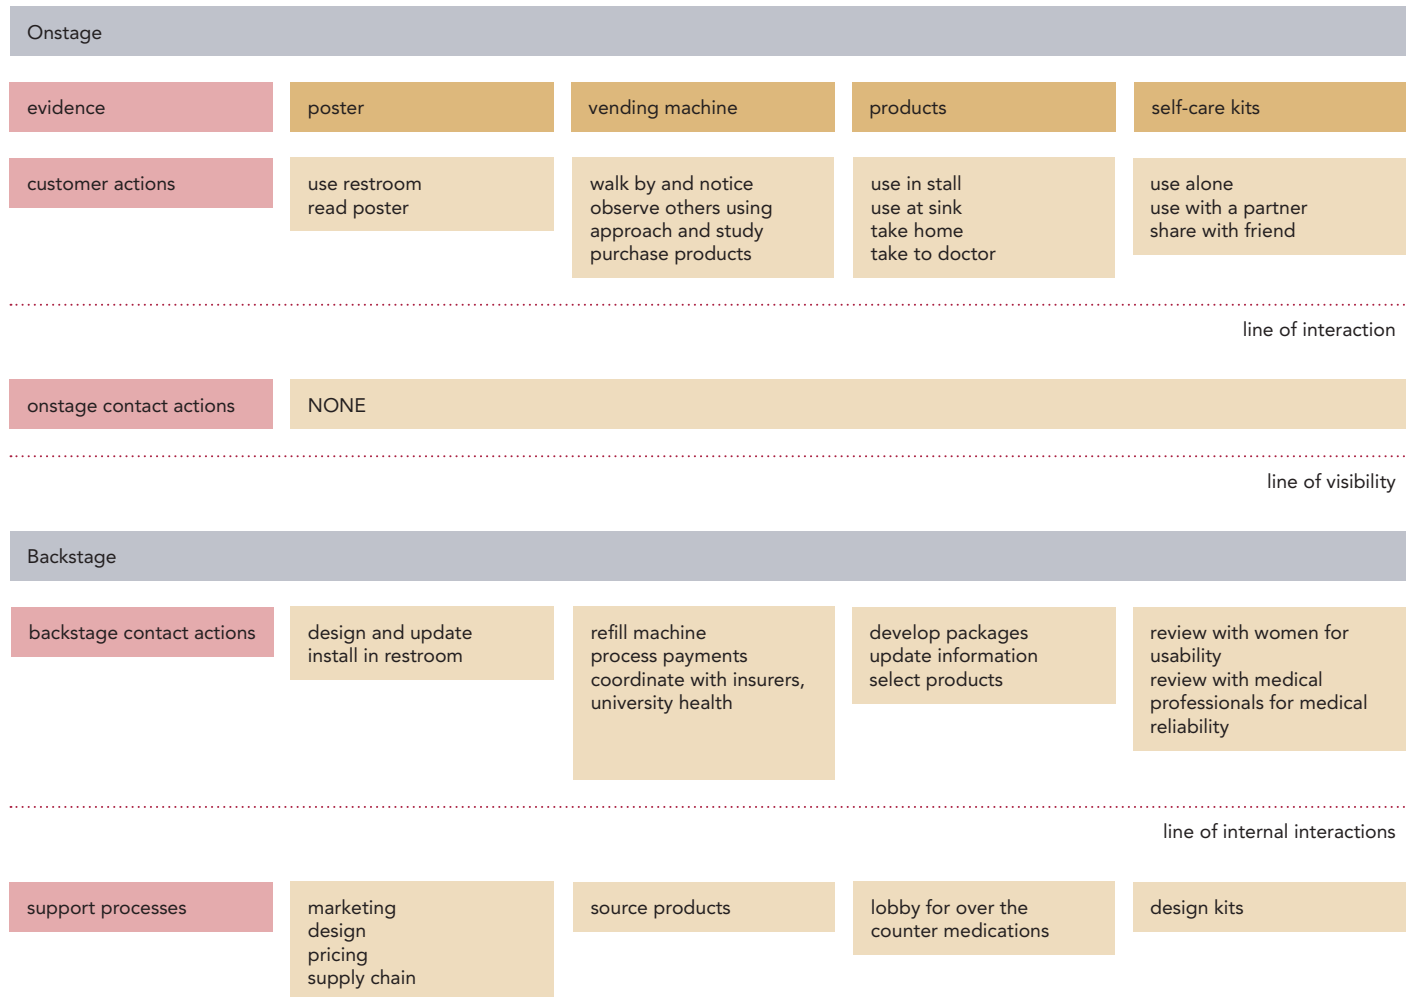 Onstage
evidence
poster
vending machine
products
self-care kits
customer actions
use restroom
read poster
walk by and notice
observe others using
approach and study
purchase products
use in stall
use at sink
take home
take to doctor
use alone
use with a partner
share with friend
line of interaction
onstage contact actions
NONE
line of visibility
Backstage
backstage contact actions
design and update
install in restroom
refill machine
process payments
coordinate with insurers,
university health
develop packages
update information
select products
review with women for
usability
review with medical
professionals for medical
reliability
line of internal interactions
support processes
marketing
design
pricing
supply chain
source products
lobby for over the
counter medications
design kits